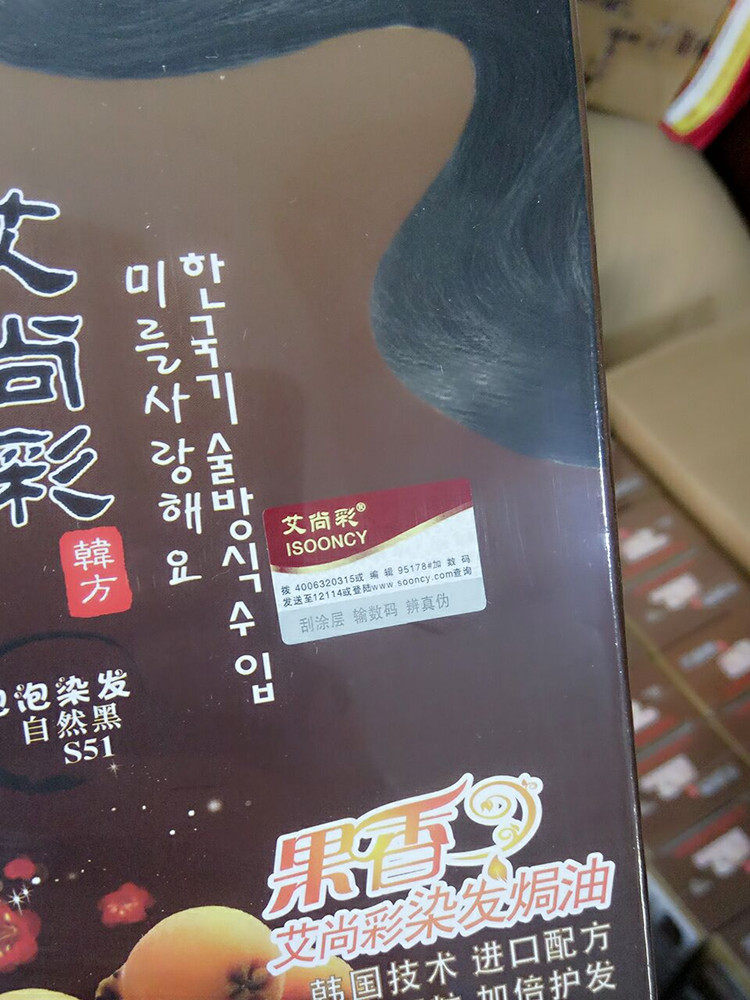 艾尚彩
韓方
한국기술방식수입
미를사랑해요
艾尚彩®
ISOONCY
拨4006320315或编辑95178#加数码
发送至12114或登陆www.sooncy.com查询
刮涂层 输数码 辨真伪
泡染发
自然黑
S51
果香
艾尚彩染发焗油
韩国技术 进口配方
加倍护发